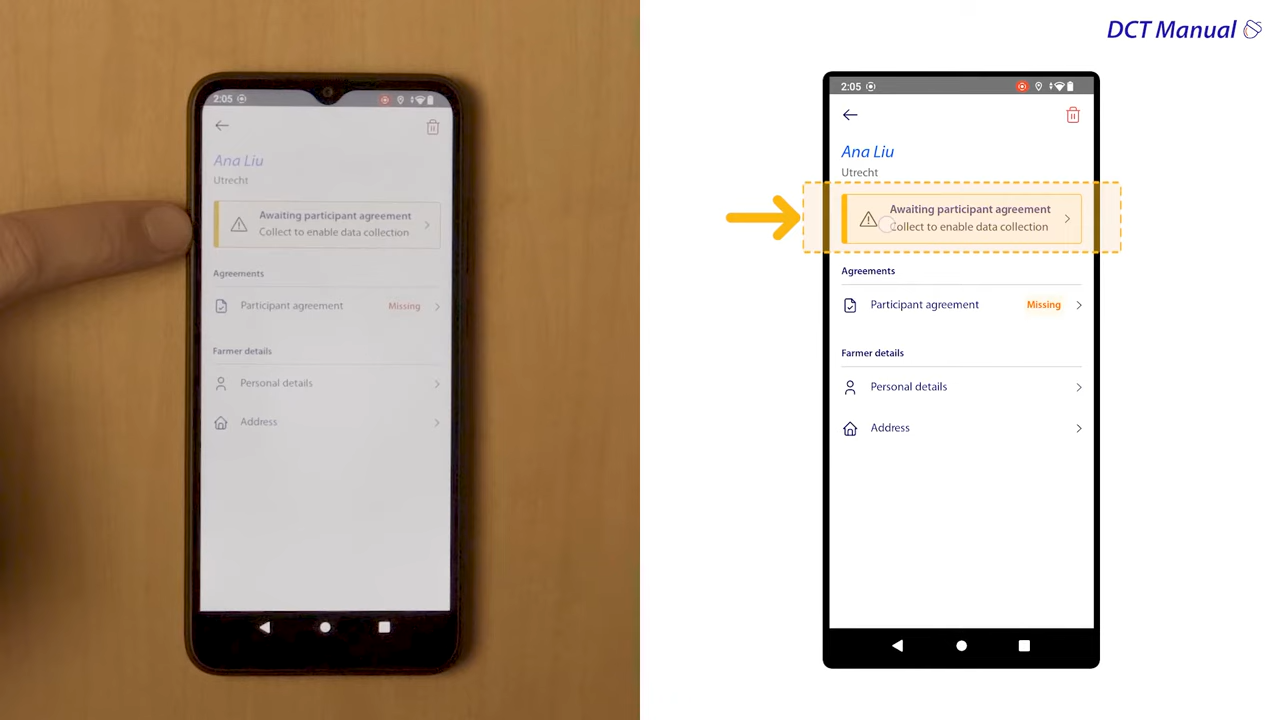 2:05
Ana Liu
Utrecht
Awaiting participant agreement
Collect to enable data collection
Agreements
Participant agreement Missing
Farmer details
Personal details
Address
DCT Manual
2:05
Ana Liu
Utrecht
Awaiting participant agreement
Collect to enable data collection
Agreements
Participant agreement Missing
Farmer details
Personal details
Address